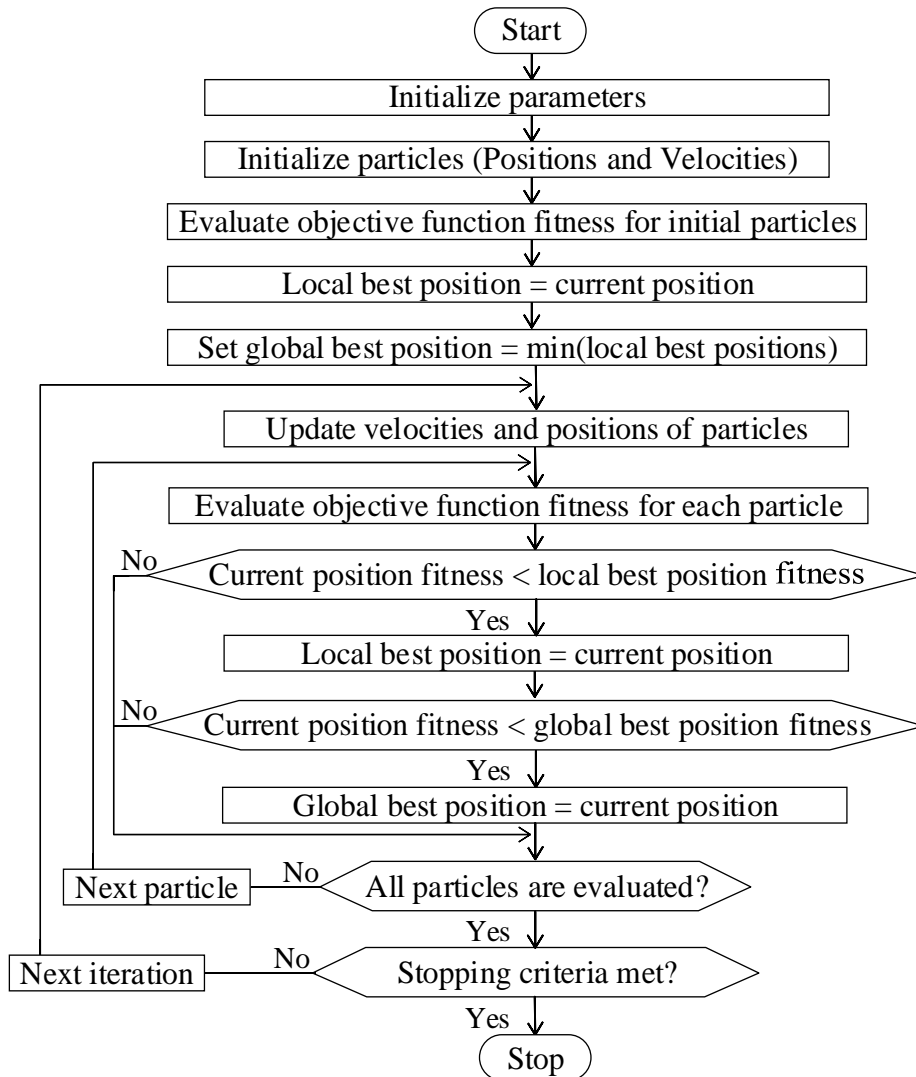 Start
Initialize parameters
Initialize particles (Positions and Velocities)
Evaluate objective function fitness for initial particles
Local best position = current position
Set global best position = min(local best positions)
Update velocities and positions of particles
Evaluate objective function fitness for each particle
No
Current position fitness < local best position fitness
Yes
Local best position = current position
No
Current position fitness < global best position fitness
Yes
Global best position = current position
Next particle
No
All particles are evaluated?
Yes
Next iteration
No
Stopping criteria met?
Yes
Stop